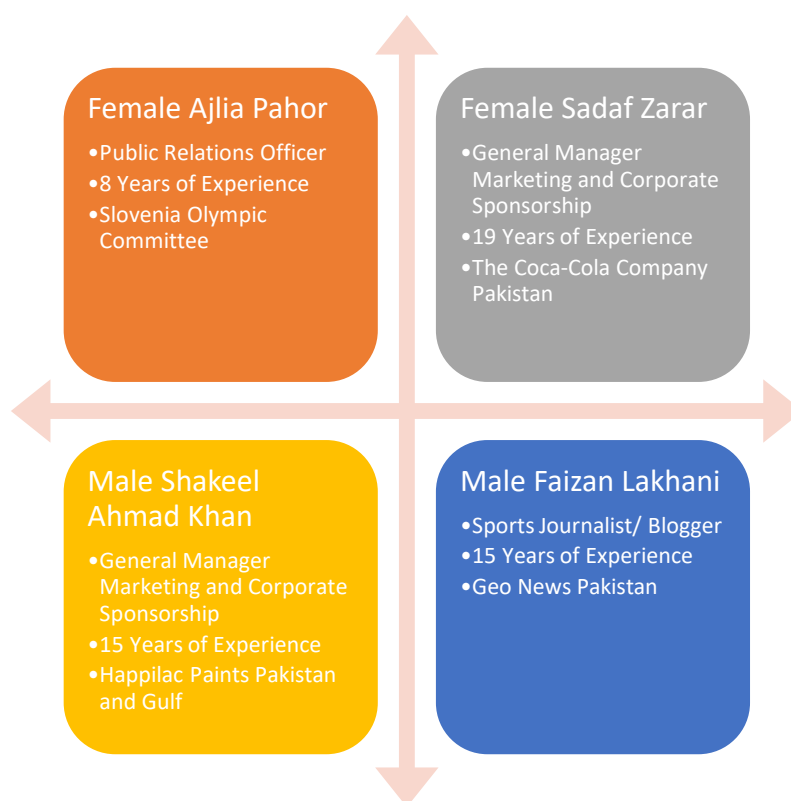 Female Ajlia Pahor
•Public Relations Officer
•8 Years of Experience
•Slovenia Olympic
Committee
Female Sadaf Zarar
•General Manager
Marketing and Corporate
Sponsorship
•19 Years of Experience
•The Coca-Cola Company
Pakistan
Male Shakeel
Ahmad Khan
•General Manager
Marketing and Corporate
Sponsorship
•15 Years of Experience
•Happilac Paints Pakistan
and Gulf
Male Faizan Lakhani
•Sports Journalist/ Blogger
•15 Years of Experience
•Geo News Pakistan